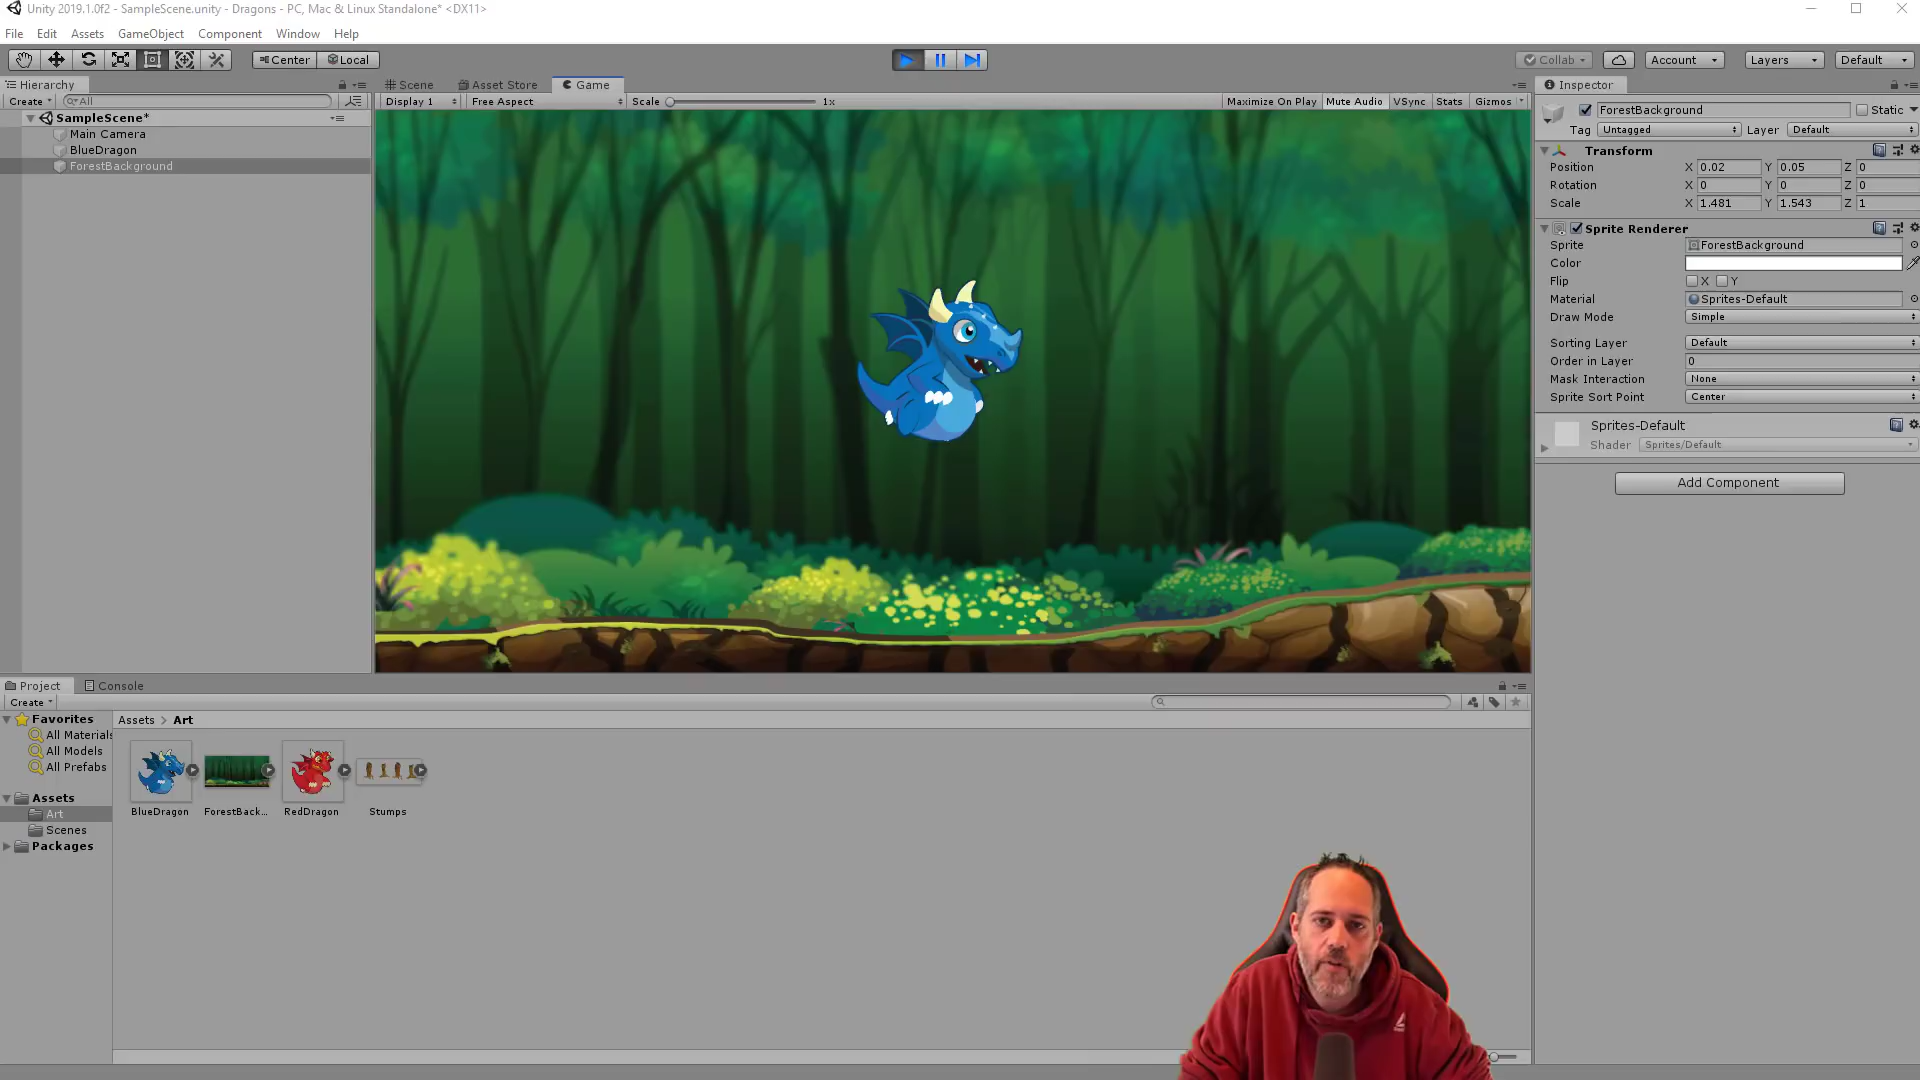 Unity 2019.1.0f2 - SampleScene.unity - Dragons - PC, Mac & Linux Standalone* <DX11>
File Edit Assets GameObject Component Window Help
Center Local Collab Account Layers Default
Hierarchy
Create All
SampleScene*
Main Camera
BlueDragon
ForestBackground
Scene Asset Store Game
Display 1 Free Aspect Scale 1x Maximize On Play Mute Audio VSync Stats Gizmos
Inspector
ForestBackground Static
Tag Untagged Layer Default
Transform
Position X 0.02 Y 0.05 Z 0
Rotation X 0 Y 0 Z 0
Scale X 1.481 Y 1.543 Z 1
Sprite Renderer
Sprite ForestBackground
Color
Flip X Y
Material Sprites-Default
Draw Mode Simple
Sorting Layer Default
Order in Layer 0
Mask Interaction None
Sprite Sort Point Center
Sprites-Default
Shader Sprites/Default
Add Component
Project Console
Create
Favorites
All Materials
All Models
All Prefabs
Assets
Art
Scenes
Packages
Assets > Art
BlueDragon ForestBack... RedDragon Stumps